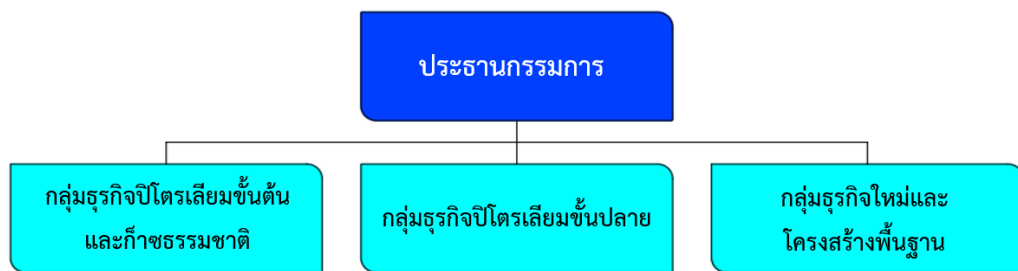 ประธานกรรมการ
กลุ่มธุรกิจปิโตรเลียมขั้นต้น
และก๊าซธรรมชาติ
กลุ่มธุรกิจปิโตรเลียมขั้นปลาย
กลุ่มธุรกิจใหม่และ
โครงสร้างพื้นฐาน